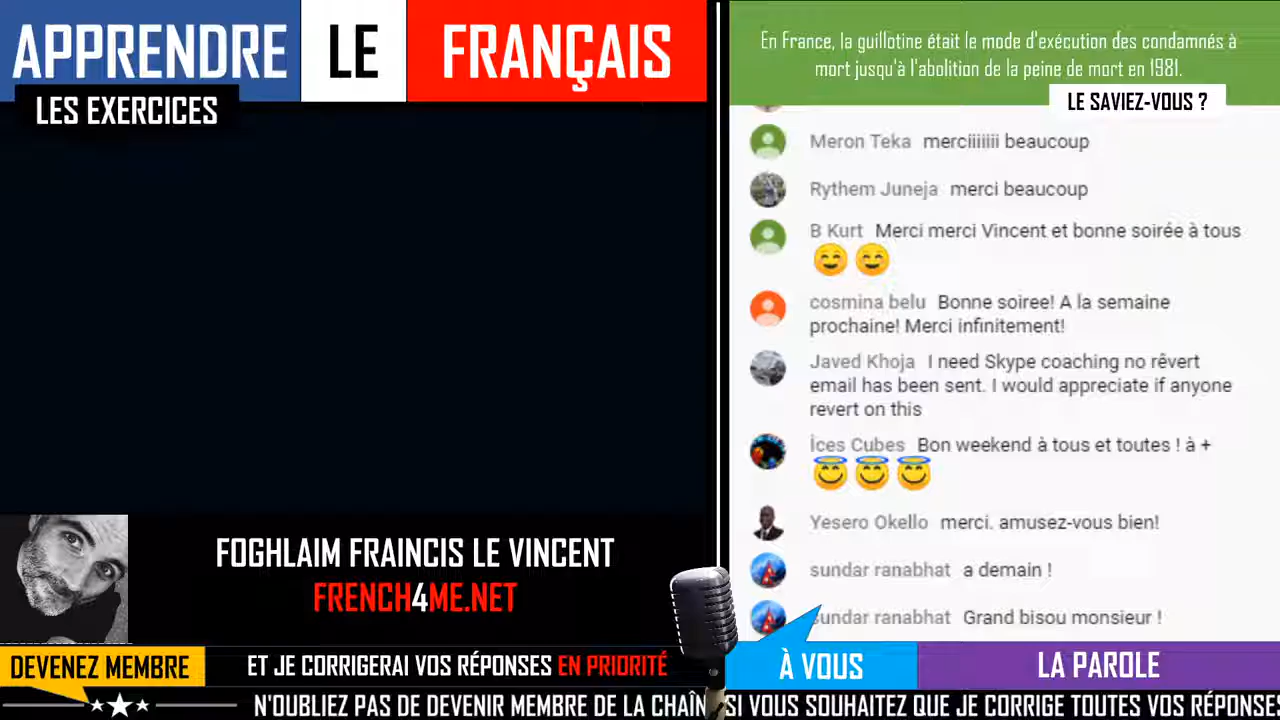 APPRENDRE LE FRANÇAIS
LES EXERCICES
En France, la guillotine était le mode d'exécution des condamnés à
mort jusqu'à l'abolition de la peine de mort en 1981.
LE SAVIEZ-VOUS ?
Meron Teka merciiiiiii beaucoup
Rythem Juneja merci beaucoup
B Kurt Merci merci Vincent et bonne soirée à tous
cosmina belu Bonne soiree! A la semaine
prochaine! Merci infinitement!
Javed Khoja I need Skype coaching no rêvert
email has been sent. I would appreciate if anyone
revert on this
İces Cubes Bon weekend à tous et toutes ! à +
Yesero Okello merci. amusez-vous bien!
sundar ranabhat a demain !
sundar ranabhat Grand bisou monsieur !
FOGHLAIM FRAINCIS LE VINCENT
FRENCH4ME.NET
DEVENEZ MEMBRE
ET JE CORRIGERAI VOS RÉPONSES EN PRIORITÉ
À VOUS LA PAROLE
N'OUBLIEZ PAS DE DEVENIR MEMBRE DE LA CHAÎN SI VOUS SOUHAITEZ QUE JE CORRIGE TOUTES VOS RÉPONSES